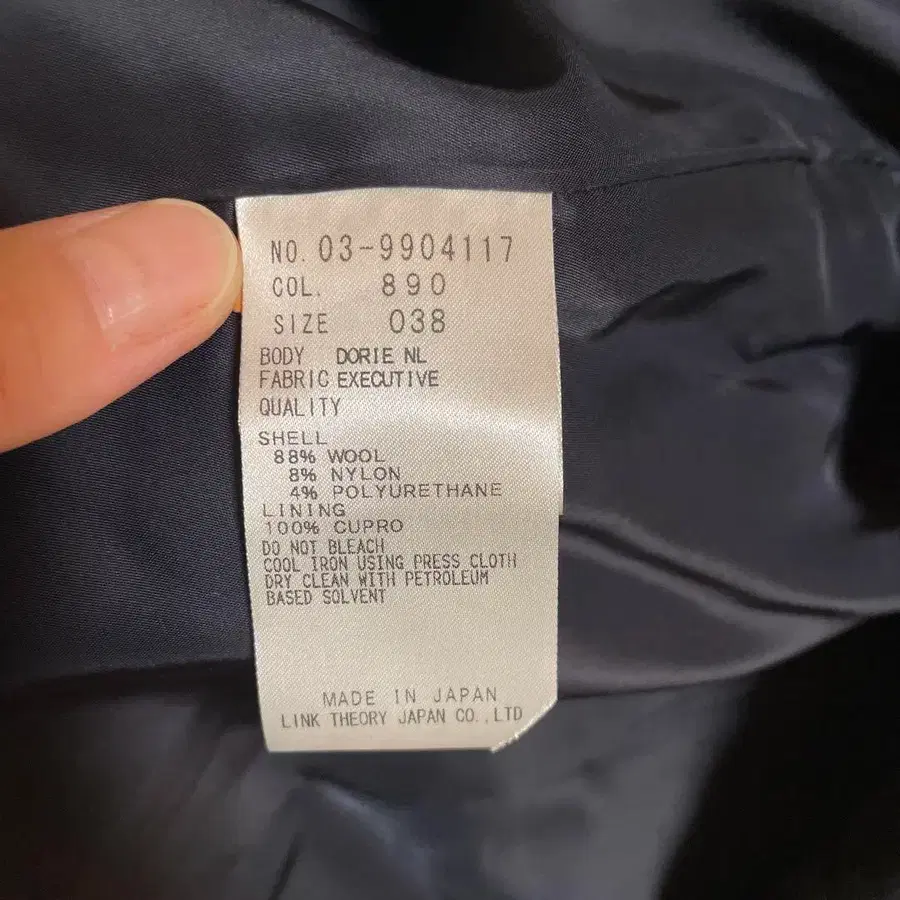 NO. 03-9904117
COL. 890
SIZE 038
BODY DORIE NL
FABRIC EXECUTIVE
QUALITY
SHELL
88% WOOL
8% NYLON
4% POLYURETHANE
LINING
100% CUPRO
DO NOT BLEACH
COOL IRON USING PRESS CLOTH
DRY CLEAN WITH PETROLEUM
BASED SOLVENT
MADE IN JAPAN
LINK THEORY JAPAN CO.,LTD